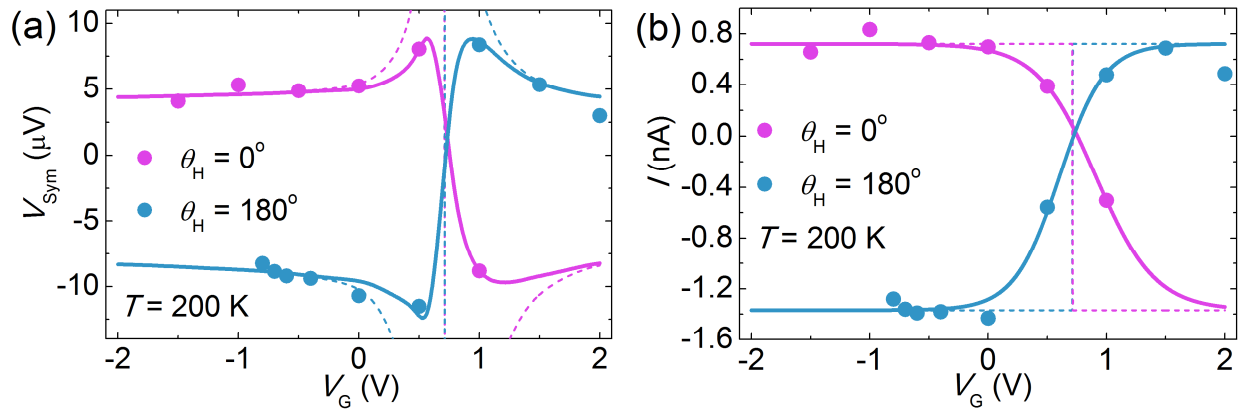 (a)
10
5
0
-5
-10
V_Sym (μV)
θ_H = 0°
θ_H = 180°
T = 200 K
-2 -1 0 1 2
V_G (V)
(b)
0.8
0.4
0.0
-0.4
-0.8
-1.2
-1.6
I (nA)
θ_H = 0°
θ_H = 180°
T = 200 K
-2 -1 0 1 2
V_G (V)